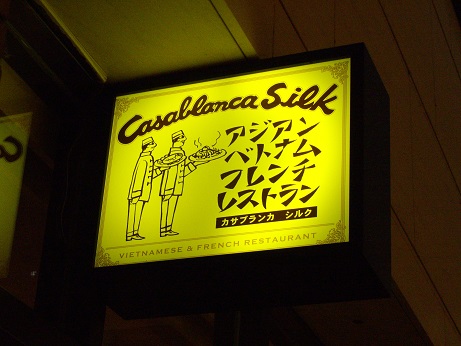 Casablanca Silk
アジアン
ベトナム
フレンチ
レストラン
カサブランカ シルク
VIETNAMESE & FRENCH RESTAURANT